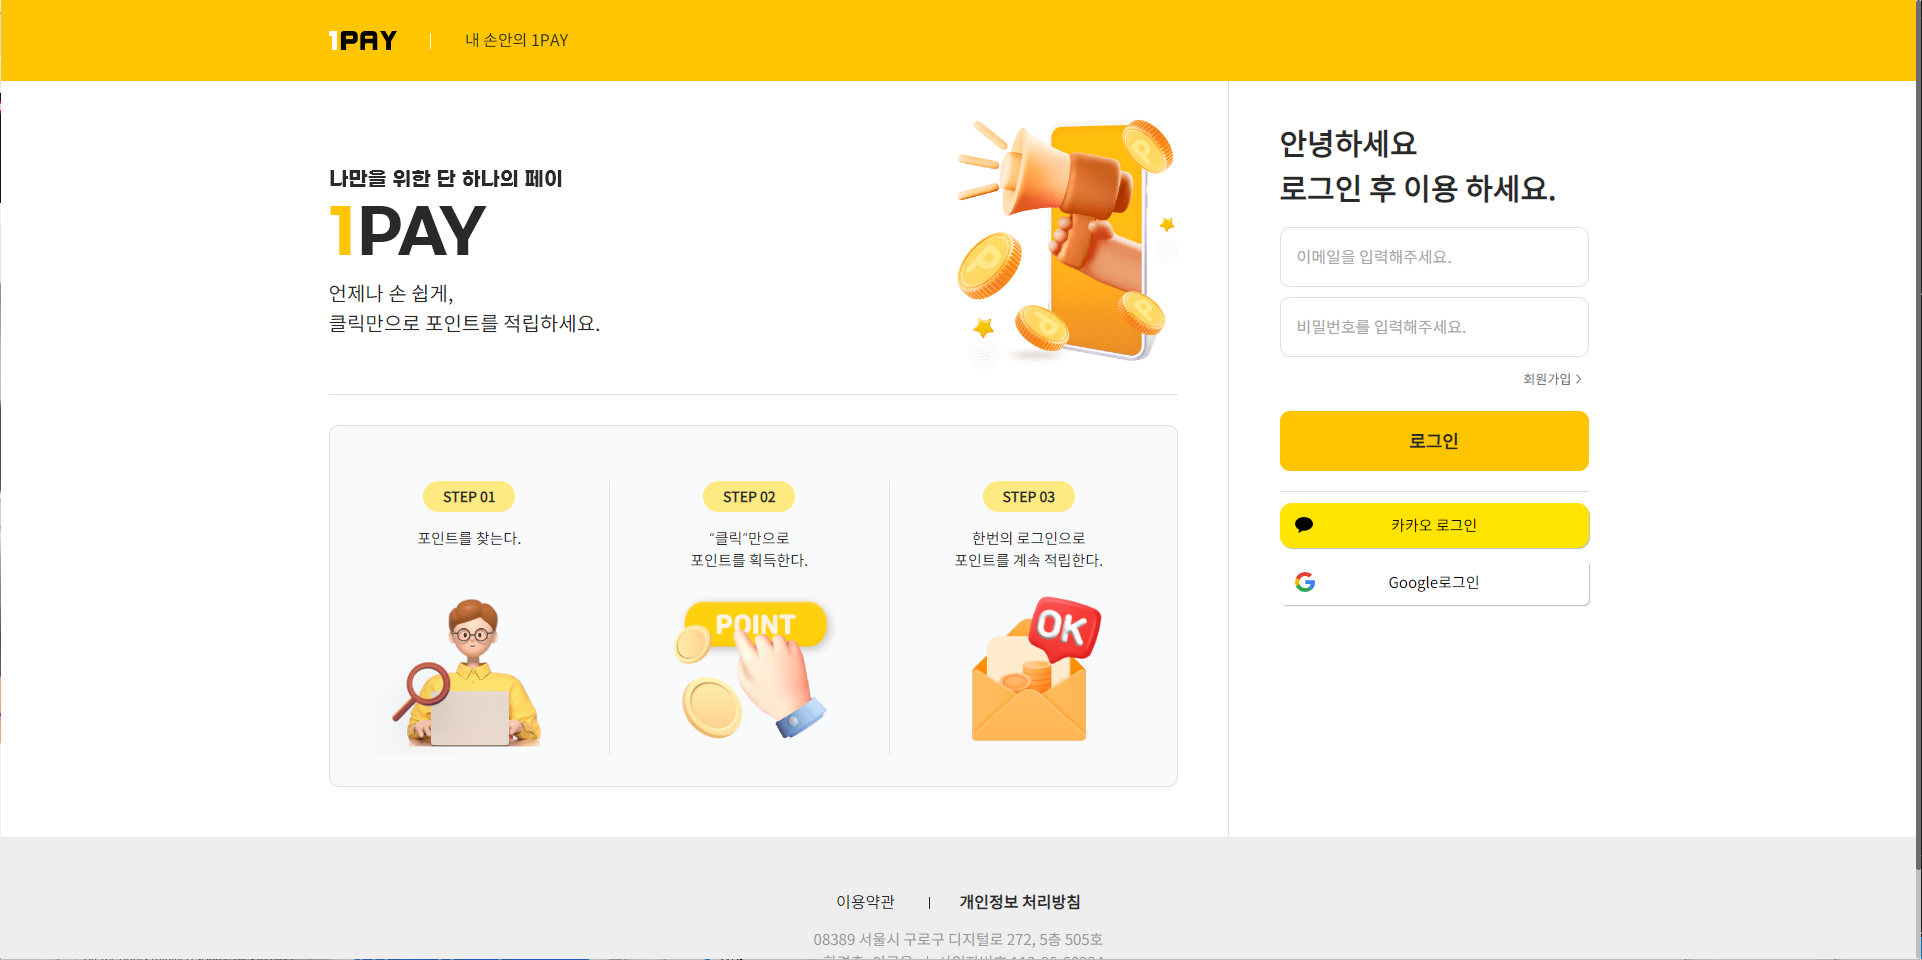 1PAY
내 손안의 1PAY
나만을 위한 단 하나의 페이
1PAY
언제나 손 쉽게,
클릭만으로 포인트를 적립하세요.
STEP 01
포인트를 찾는다.
STEP 02
“클릭”만으로
포인트를 획득한다.
POINT
STEP 03
한번의 로그인으로
포인트를 계속 적립한다.
OK
안녕하세요
로그인 후 이용 하세요.
이메일을 입력해주세요.
비밀번호를 입력해주세요.
회원가입 >
로그인
카카오 로그인
Google로그인
이용약관 | 개인정보 처리방침
08389 서울시 구로구 디지털로 272, 5층 505호